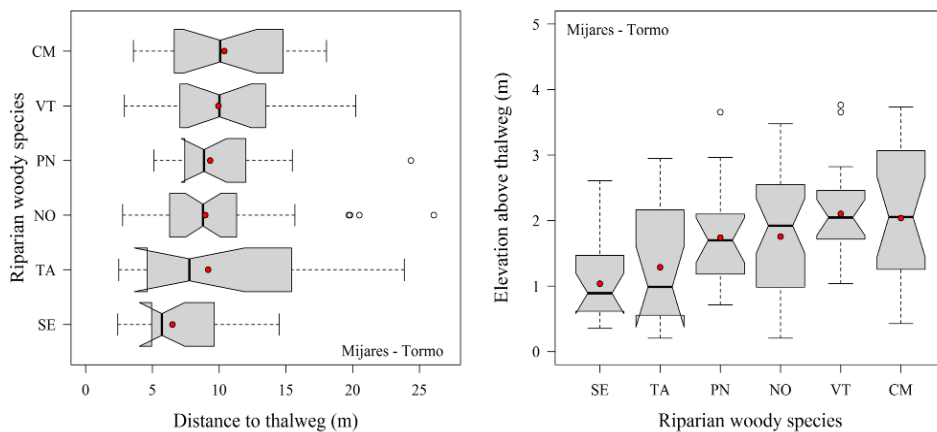 Riparian woody species
CM
VT
PN
NO
TA
SE
Mijares - Tormo
0 5 10 15 20 25
Distance to thalweg (m)
Mijares - Tormo
Elevation above thalweg (m)
5
4
3
2
1
0
SE TA PN NO VT CM
Riparian woody species